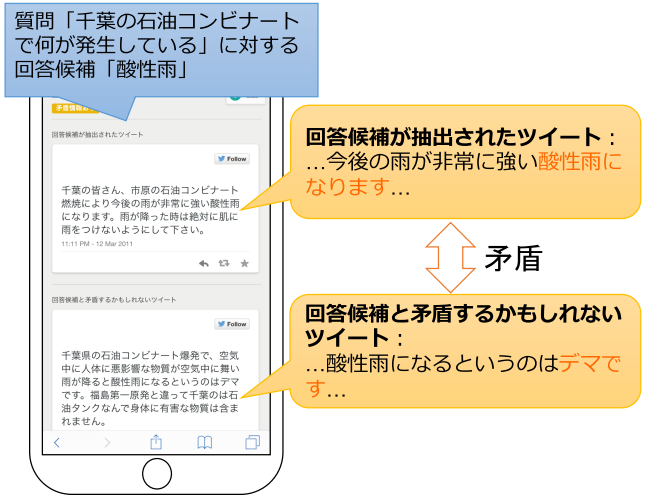 質問「千葉の石油コンビナート
で何が発生している」に対する
回答候補「酸性雨」
回答候補が抽出されたツイート
Follow
千葉の皆さん、市原の石油コンビナート
燃焼により今後の雨が非常に強い酸性雨
になります。雨が降った時は絶対に肌に
雨をつけないようにして下さい。
11:11 PM - 12 Mar 2011
回答候補と矛盾するかもしれないツイート
Follow
千葉県の石油コンビナート爆発で、空気
中に人体に悪影響な物質が空気中に舞い
雨が降ると酸性雨になるというのはデマ
です。福島第一原発と違って千葉のは石
油タンクなんで身体に有害な物質は含ま
れません。
回答候補が抽出されたツイート：
…今後の雨が非常に強い酸性雨に
なります…
矛盾
回答候補と矛盾するかもしれない
ツイート：
…酸性雨になるというのはデマで
す…